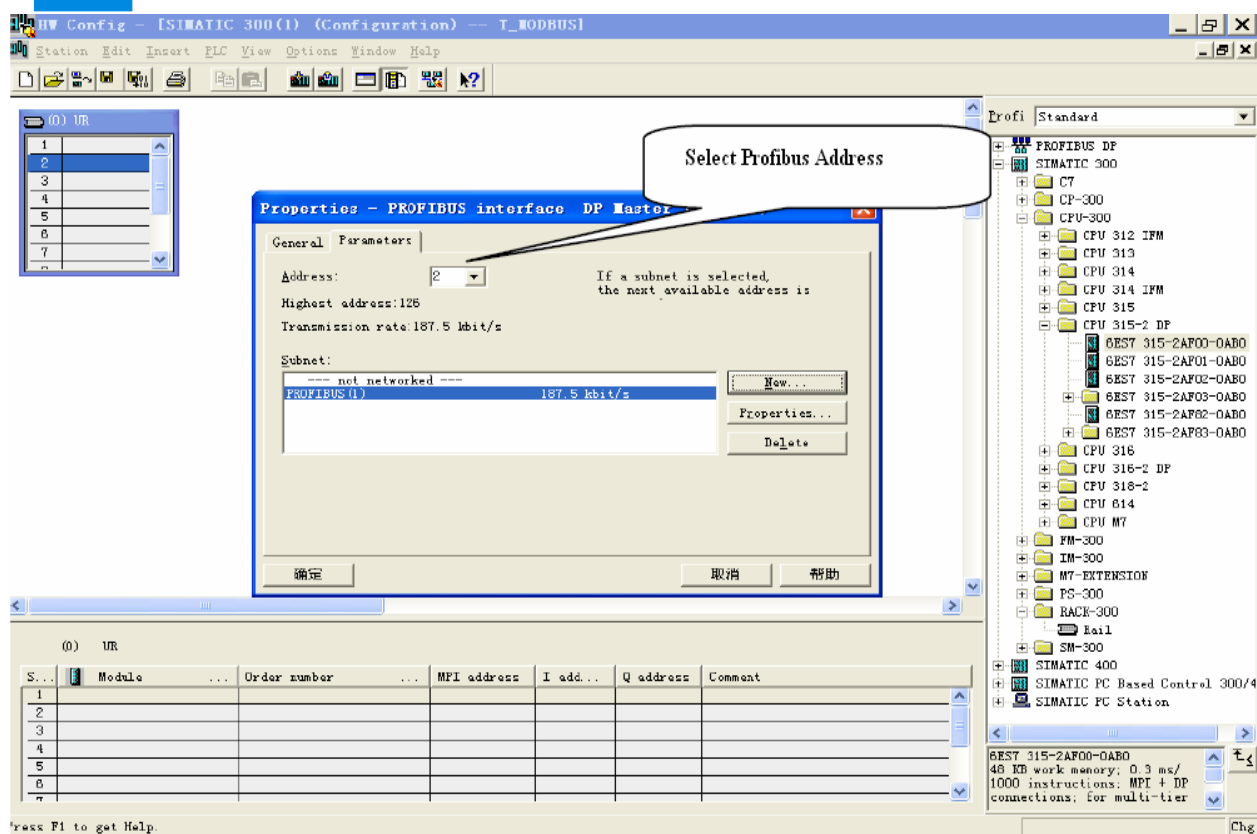 HW Config - [SIMATIC 300(1) (Configuration) -- T_MODBUS]
Station Edit Insert PLC View Options Window Help
(0) UR
1
2
3
4
5
6
7
Select Profibus Address
Properties - PROFIBUS interface DP Master
General Parameters
Address: 2
If a subnet is selected,
the next available address is
Highest address:126
Transmission rate:187.5 kbit/s
Subnet:
--- not networked ---
PROFIBUS(1) 187.5 kbit/s
New...
Properties...
Delete
确定 取消 帮助
Profi Standard
PROFIBUS DP
SIMATIC 300
C7
CP-300
CPU-300
CPU 312 IFM
CPU 313
CPU 314
CPU 314 IFM
CPU 315
CPU 315-2 DP
6ES7 315-2AF00-0AB0
6ES7 315-2AF01-0AB0
6ES7 315-2AF02-0AB0
6ES7 315-2AF03-0AB0
6ES7 315-2AF82-0AB0
6ES7 315-2AF83-0AB0
CPU 316
CPU 316-2 DP
CPU 318-2
CPU 614
CPU M7
FM-300
IM-300
M7-EXTENSION
PS-300
RACK-300
Rail
SM-300
SIMATIC 400
SIMATIC PC Based Control 300/4
SIMATIC PC Station
(0) UR
S... Module ... Order number ... MPI address I add... Q address Comment
1
2
3
4
5
6
7
6ES7 315-2AF00-0AB0
48 KB work memory; 0.3 ms/
1000 instructions; MPI + DP
connections; for multi-tier
Press F1 to get Help.
Chg